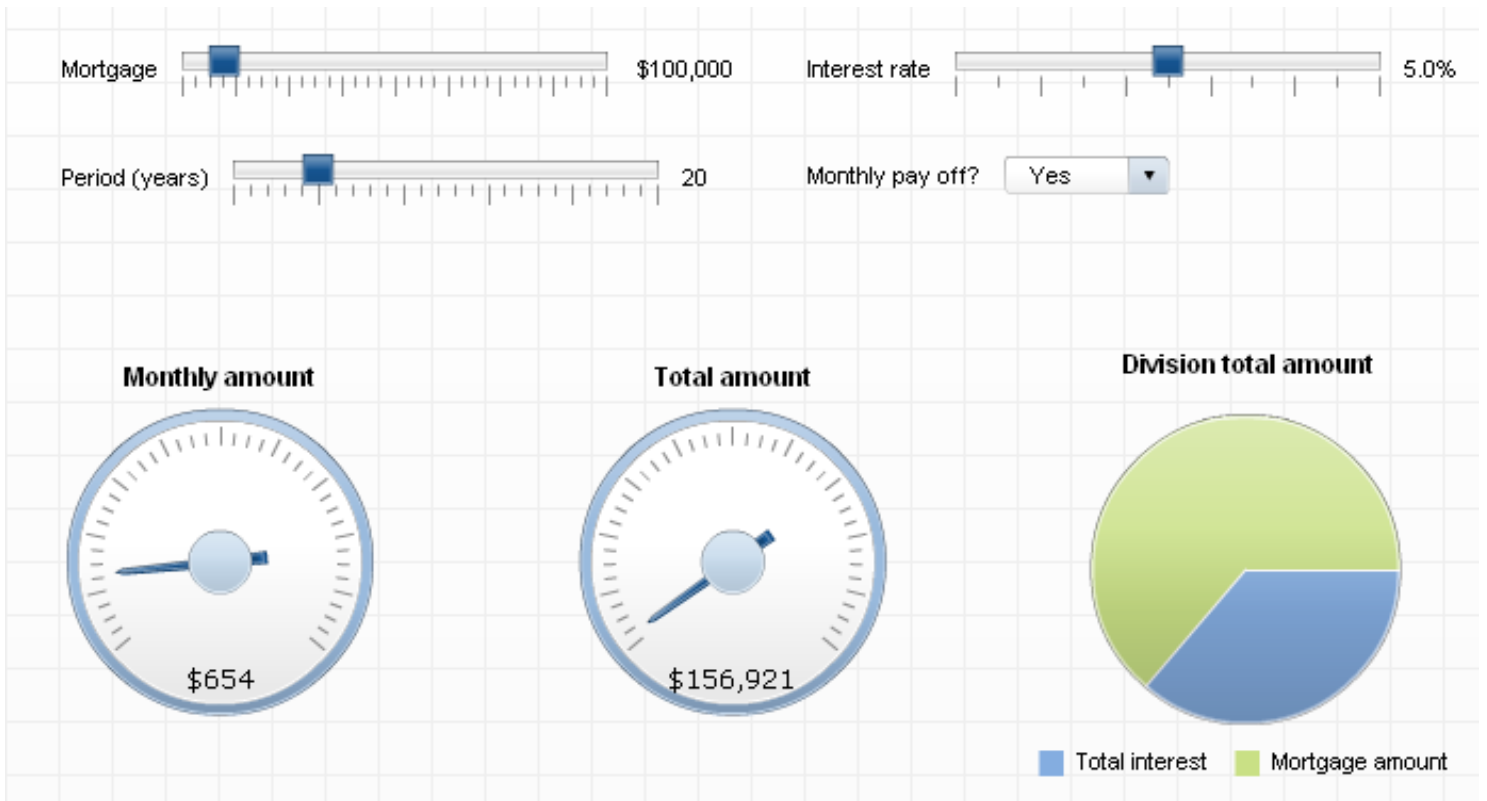 Mortgage $100,000 Interest rate 5.0%
Period (years) 20 Monthly pay off? Yes
Monthly amount
$654
Total amount
$156,921
Division total amount
Total interest Mortgage amount